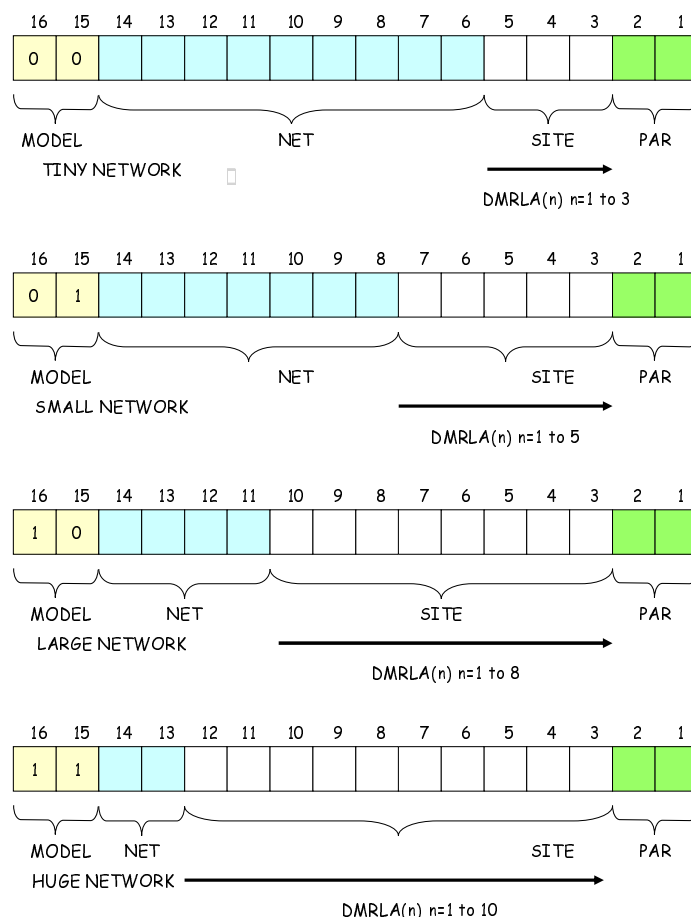 16 15 14 13 12 11 10 9 8 7 6 5 4 3 2 1
0 0
MODEL NET SITE PAR
TINY NETWORK
DMRLA(n) n=1 to 3
16 15 14 13 12 11 10 9 8 7 6 5 4 3 2 1
0 1
MODEL NET SITE PAR
SMALL NETWORK
DMRLA(n) n=1 to 5
16 15 14 13 12 11 10 9 8 7 6 5 4 3 2 1
1 0
MODEL NET SITE PAR
LARGE NETWORK
DMRLA(n) n=1 to 8
16 15 14 13 12 11 10 9 8 7 6 5 4 3 2 1
1 1
MODEL NET SITE PAR
HUGE NETWORK
DMRLA(n) n=1 to 10